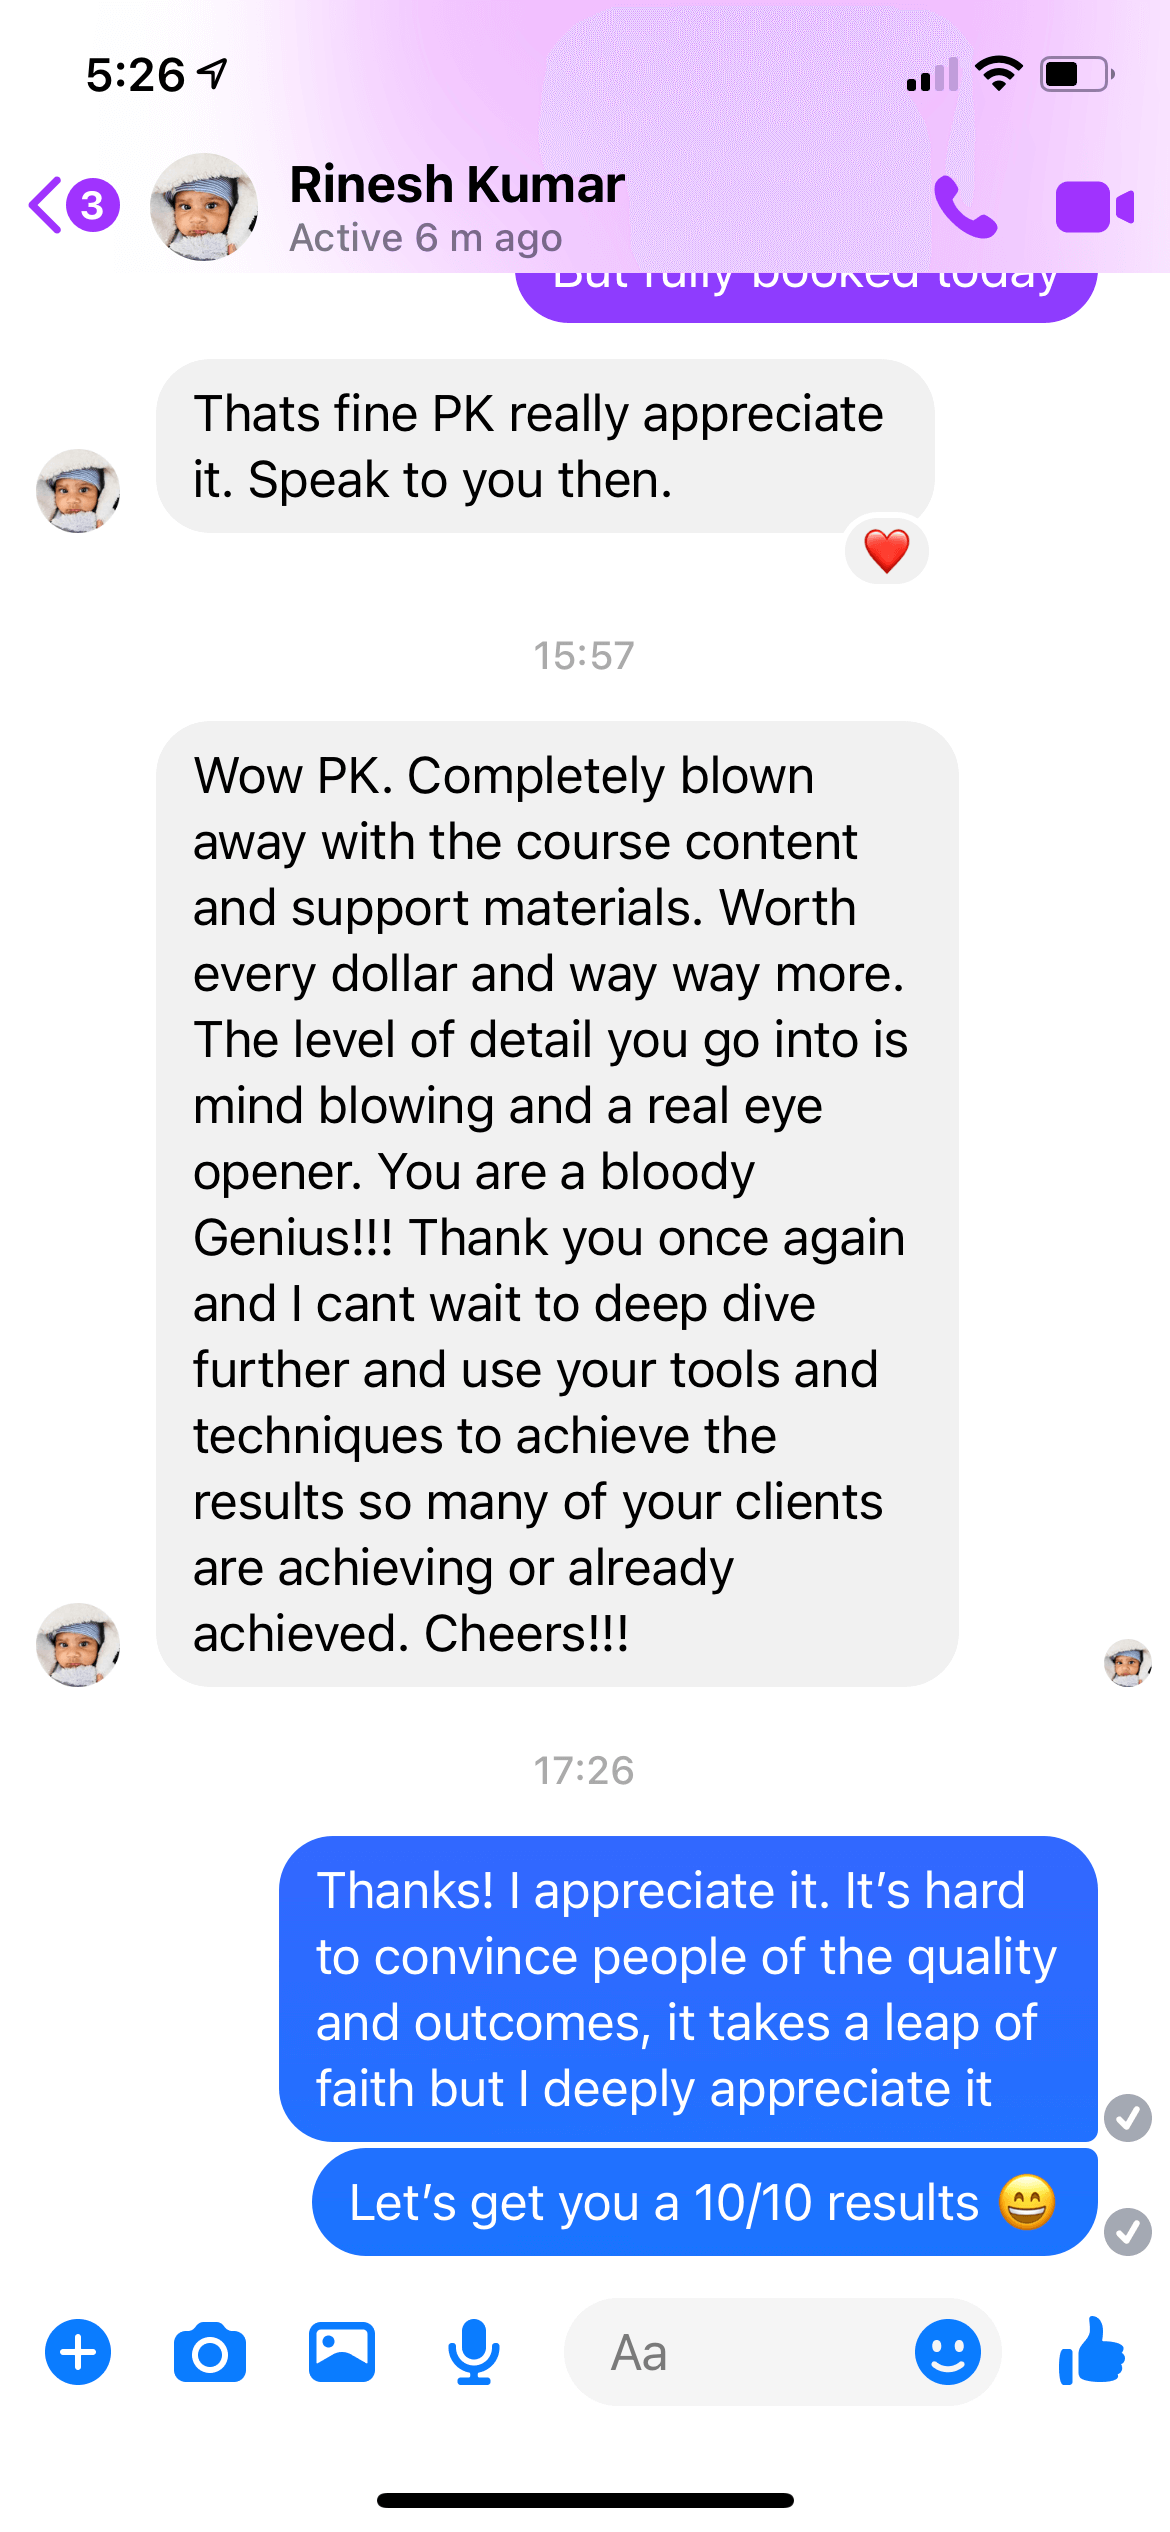 5:26
3
Rinesh Kumar
Active 6 m ago
But fully booked today
Thats fine PK really appreciate
it. Speak to you then.
15:57
Wow PK. Completely blown
away with the course content
and support materials. Worth
every dollar and way way more.
The level of detail you go into is
mind blowing and a real eye
opener. You are a bloody
Genius!!! Thank you once again
and I cant wait to deep dive
further and use your tools and
techniques to achieve the
results so many of your clients
are achieving or already
achieved. Cheers!!!
17:26
Thanks! I appreciate it. It’s hard
to convince people of the quality
and outcomes, it takes a leap of
faith but I deeply appreciate it
Let’s get you a 10/10 results 😄
Aa